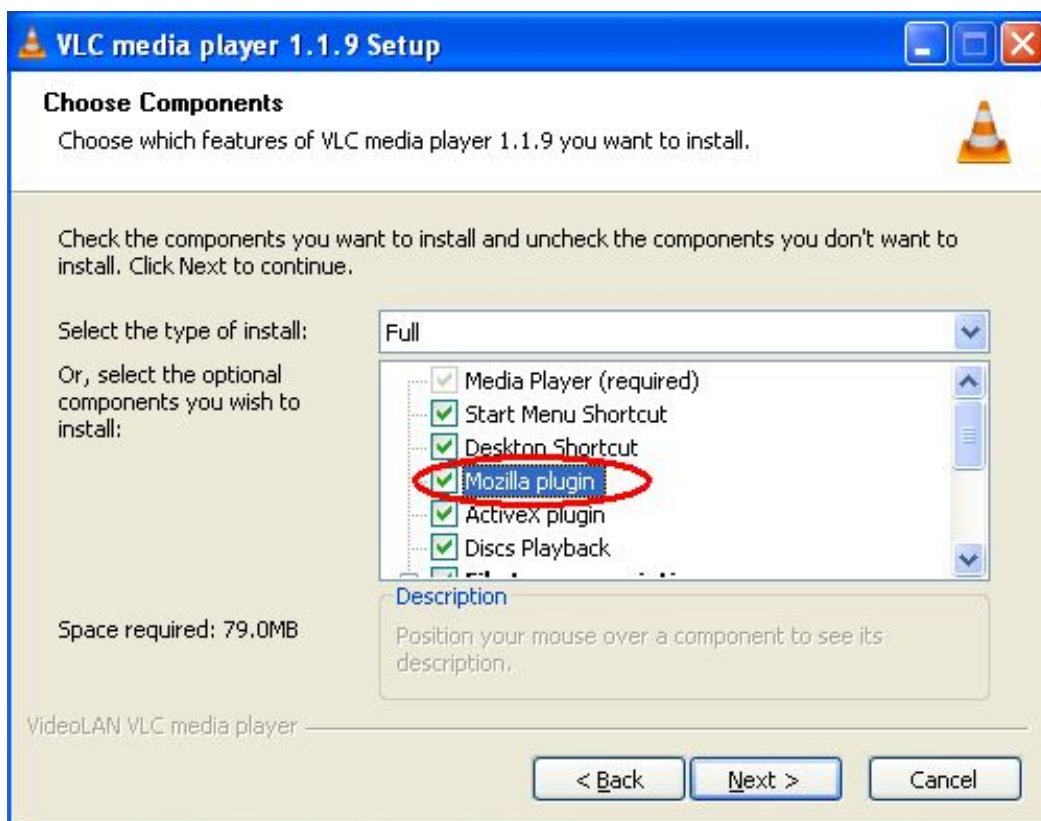 VLC media player 1.1.9 Setup
Choose Components
Choose which features of VLC media player 1.1.9 you want to install.
Check the components you want to install and uncheck the components you don't want to
install. Click Next to continue.
Select the type of install:
Full
Or, select the optional
components you wish to
install:
Media Player (required)
Start Menu Shortcut
Desktop Shortcut
Mozilla plugin
ActiveX plugin
Discs Playback
Space required: 79.0MB
Description
Position your mouse over a component to see its
description.
VideoLAN VLC media player
< Back
Next >
Cancel